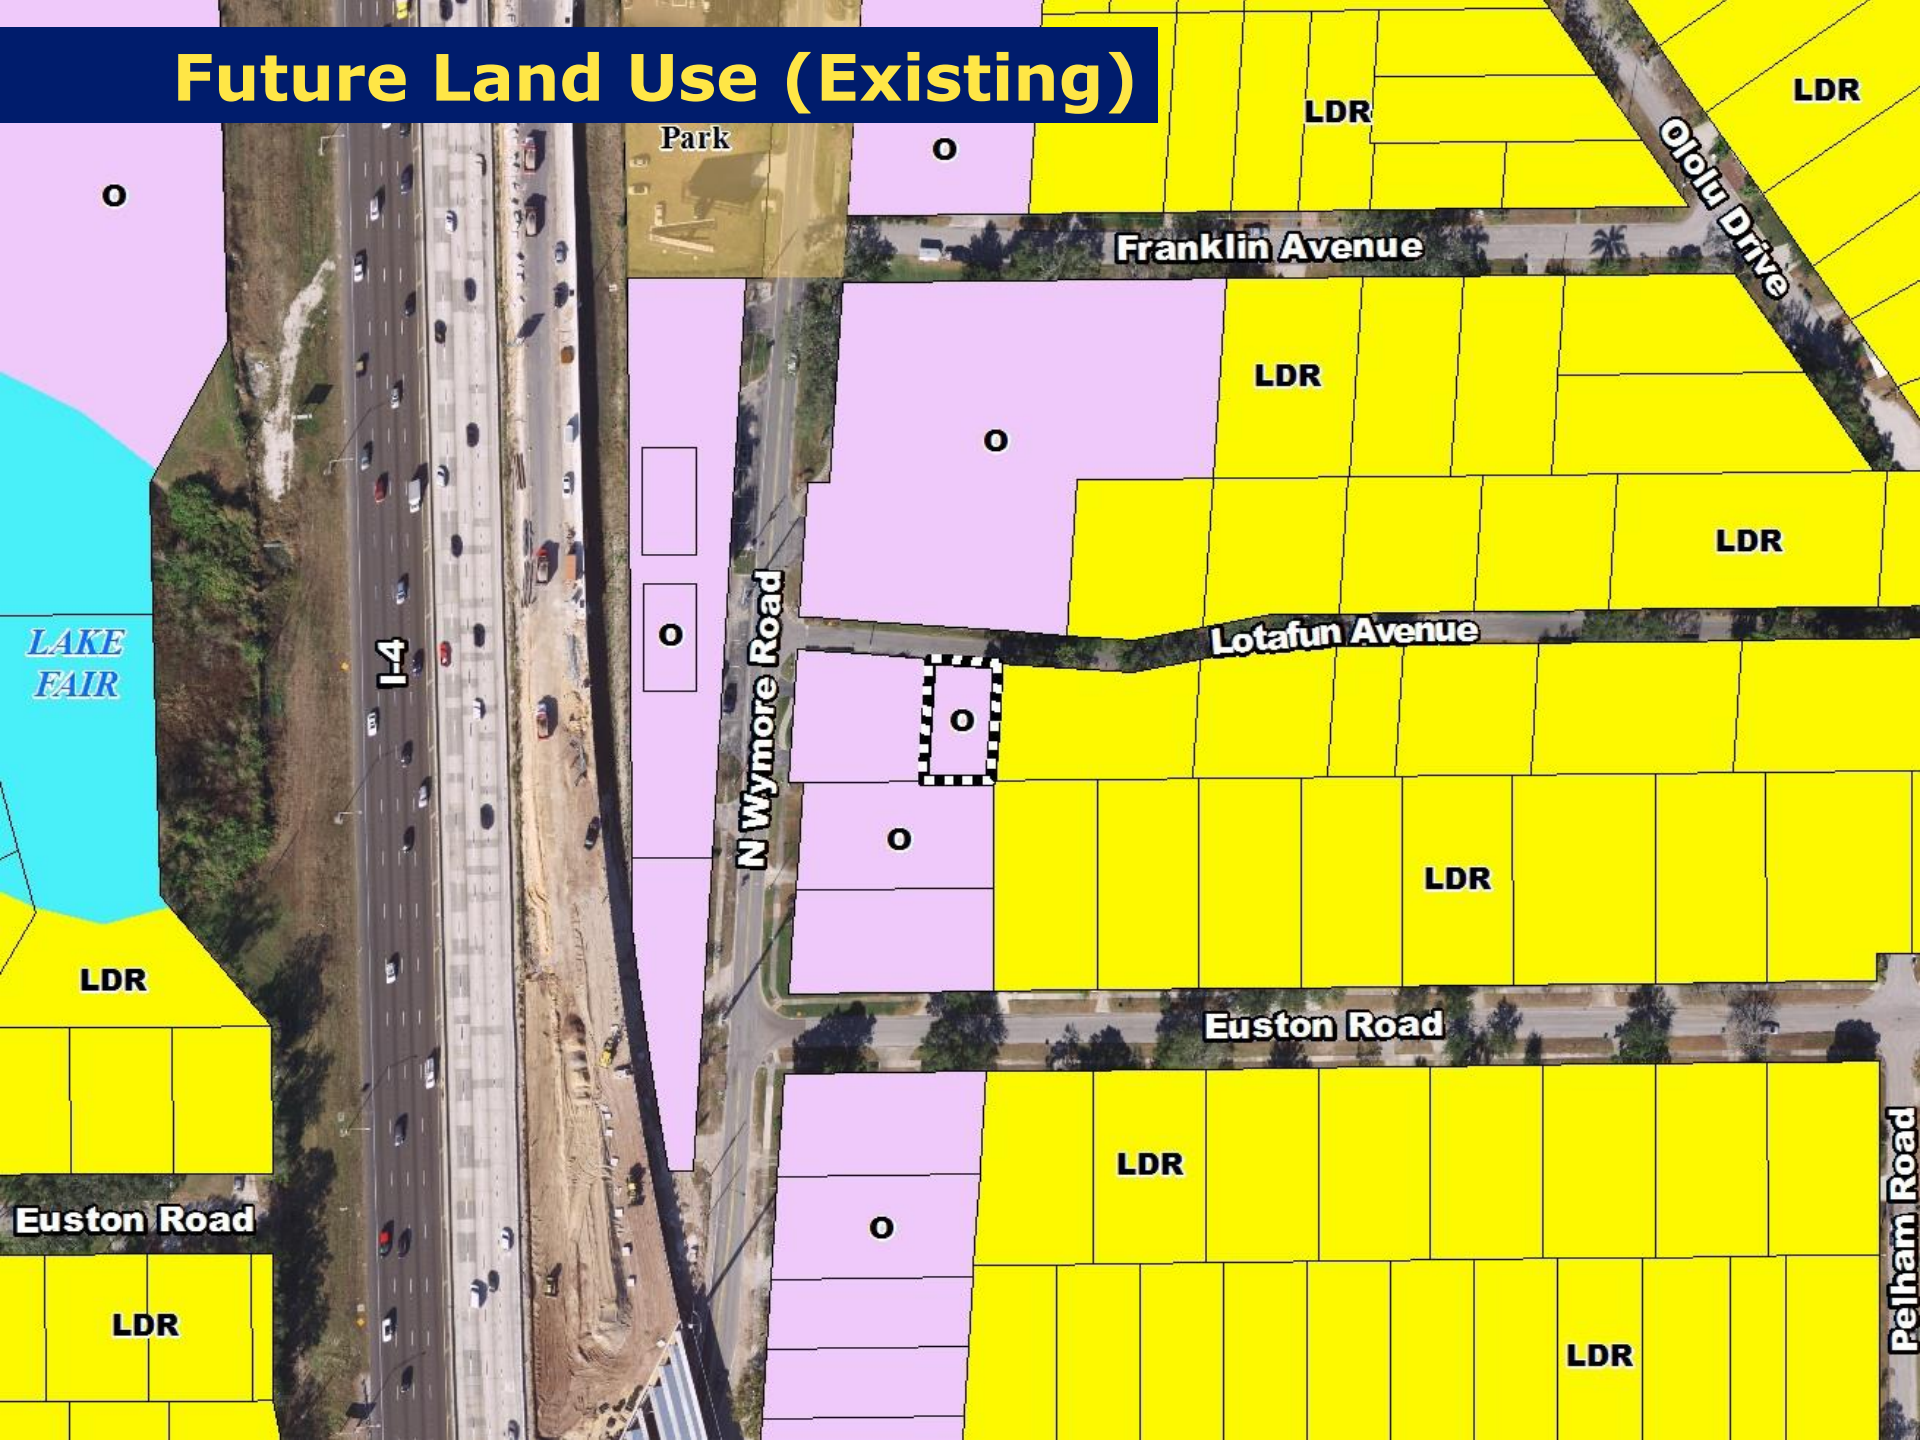 Future Land Use (Existing)
LDR
LDR
Park
O
O
Ololu Drive
Franklin Avenue
LDR
O
LDR
O
N Wymore Road
Lotafun Avenue
LAKE
FAIR
I-4
O
O
LDR
LDR
Euston Road
LDR
Pelham Road
Euston Road
O
LDR
LDR